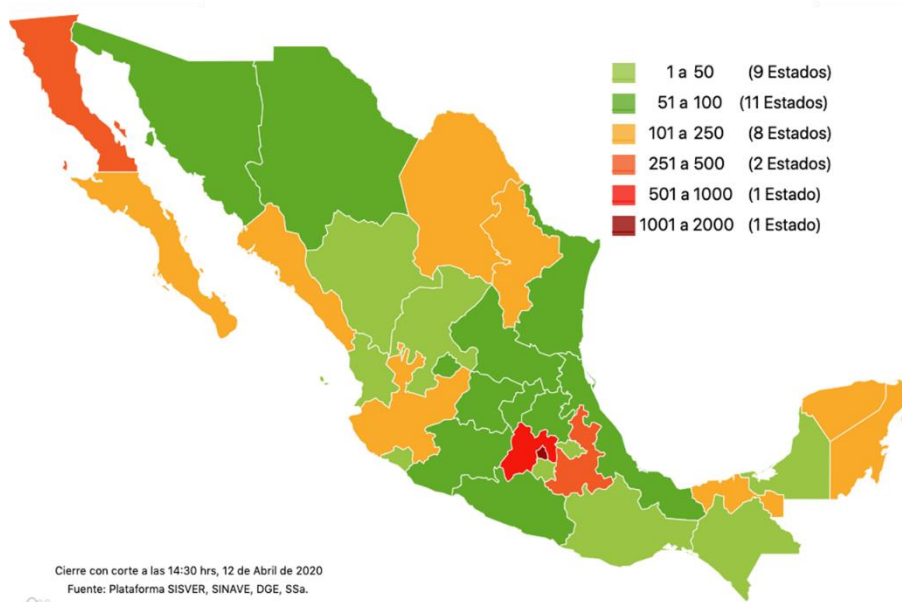 1 a 50 (9 Estados)
51 a 100 (11 Estados)
101 a 250 (8 Estados)
251 a 500 (2 Estados)
501 a 1000 (1 Estado)
1001 a 2000 (1 Estado)
Cierre con corte a las 14:30 hrs, 12 de Abril de 2020
Fuente: Plataforma SISVER, SINAVE, DGE, SSa.